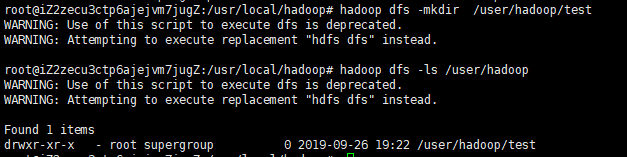 root@iZ2zecu3ctp6ajejvm7jugZ:/usr/local/hadoop# hadoop dfs -mkdir  /user/hadoop/test
WARNING: Use of this script to execute dfs is deprecated.
WARNING: Attempting to execute replacement "hdfs dfs" instead.

root@iZ2zecu3ctp6ajejvm7jugZ:/usr/local/hadoop# hadoop dfs -ls /user/hadoop
WARNING: Use of this script to execute dfs is deprecated.
WARNING: Attempting to execute replacement "hdfs dfs" instead.

Found 1 items
drwxr-xr-x   - root supergroup          0 2019-09-26 19:22 /user/hadoop/test